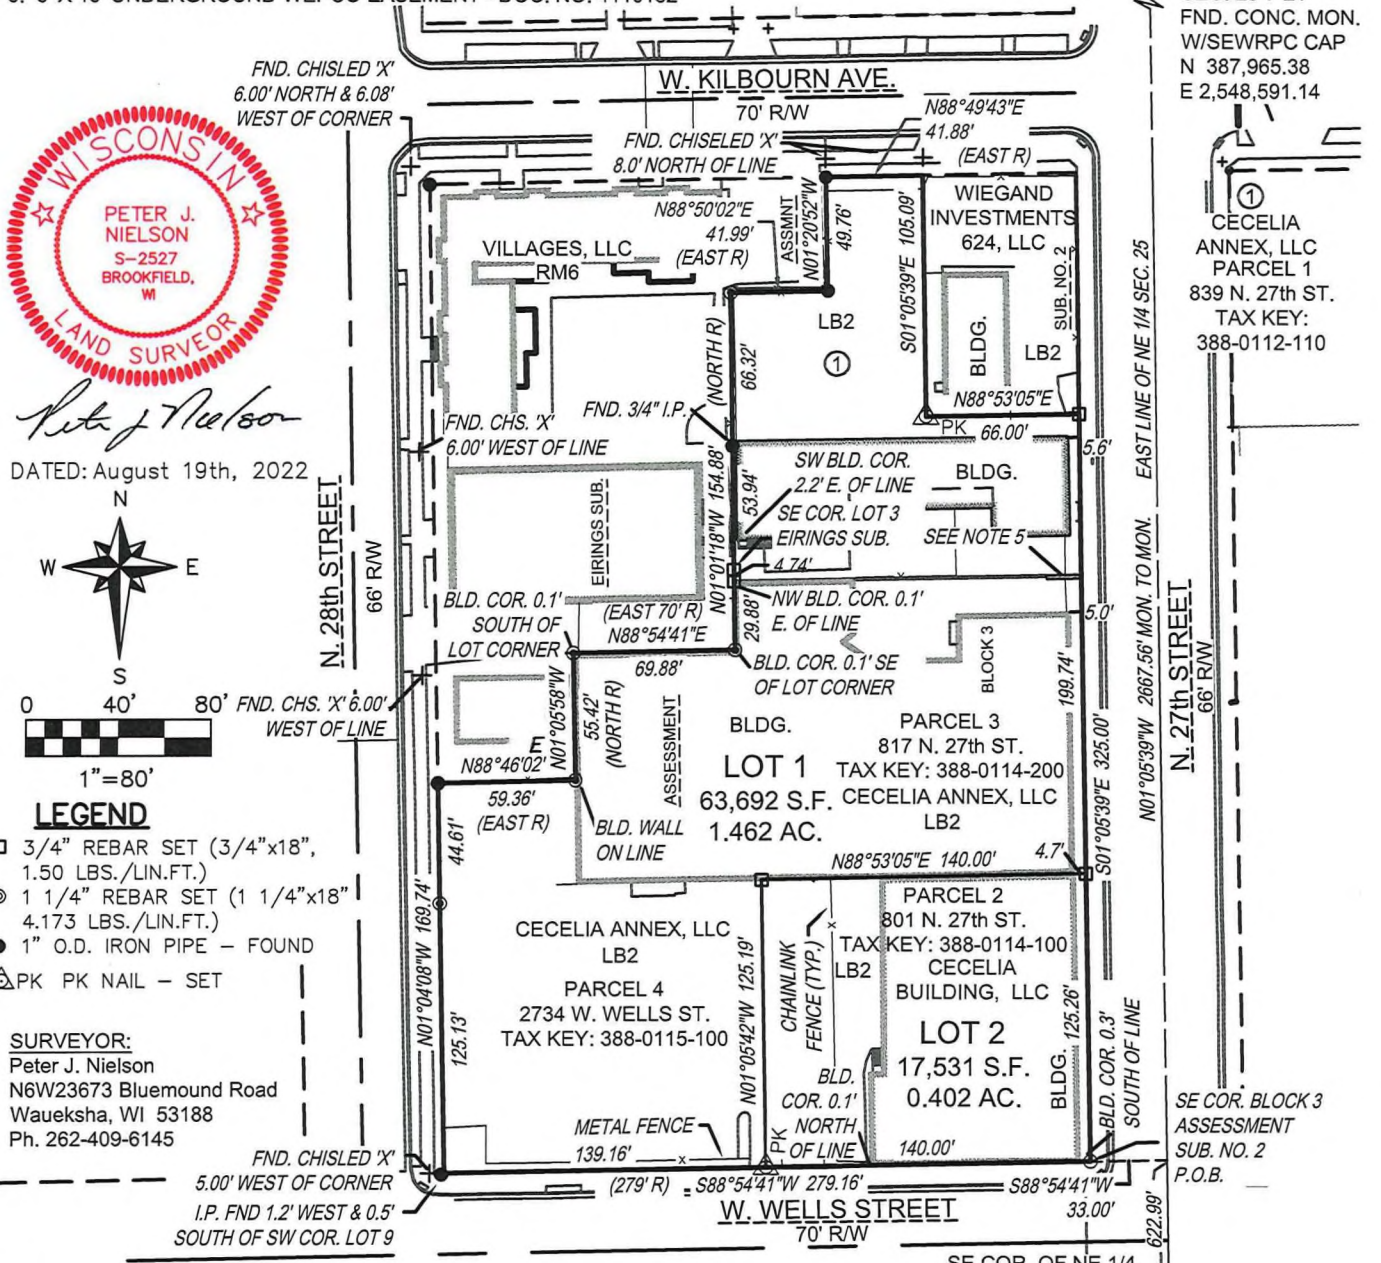 W. KILBOURN AVE.
70' R/W
FND. CONC. MON.
W/SEWRPC CAP
N 387,965.38
E 2,548,591.14
FND. CHISLED 'X'
6.00' NORTH & 6.08'
WEST OF CORNER
FND. CHISELED 'X'
8.0' NORTH OF LINE
N88°49'43"E
41.88'
(EAST R)
WISCONSIN
PETER J.
NIELSON
S-2527
BROOKFIELD,
WI
LAND SURVEYOR
DATED: August 19th, 2022
N
W
E
S
0 40' 80'
1"=80'
LEGEND
3/4" REBAR SET (3/4"x18",
1.50 LBS./LIN.FT.)
1 1/4" REBAR SET (1 1/4"x18"
4.173 LBS./LIN.FT.)
1" O.D. IRON PIPE – FOUND
PK PK NAIL – SET
SURVEYOR:
Peter J. Nielson
N6W23673 Bluemound Road
Waueksha, WI 53188
Ph. 262-409-6145
N. 28th STREET
66' R/W
VILLAGES, LLC
RM6
N88°50'02"E
41.99'
(EAST R)
ASSMNT
N01°20'52"W
49.76'
S01°05'39"E 105.09'
WIEGAND
INVESTMENTS
624, LLC
SUB. NO. 2
BLDG.
LB2
LB2
1
(NORTH R)
66.32'
N88°53'05"E
66.00'
PK
FND. 3/4" I.P.
FND. CHS. 'X'
6.00' WEST OF LINE
EIRINGS SUB.
N01°01'18"W 154.88'
53.94'
SW BLD. COR.
2.2' E. OF LINE
SE COR. LOT 3
EIRINGS SUB.
4.74'
BLDG.
5.6'
SEE NOTE 5
BLD. COR. 0.1'
SOUTH OF
LOT CORNER
(EAST 70' R)
N88°54'41"E
69.88'
29.88'
NW BLD. COR. 0.1'
E. OF LINE
BLD. COR. 0.1' SE
OF LOT CORNER
BLOCK 3
5.0'
199.74'
FND. CHS. 'X' 6.00'
WEST OF LINE
N01°05'58"W
55.42'
(NORTH R)
ASSESSMENT
BLDG.
LOT 1
63,692 S.F.
1.462 AC.
PARCEL 3
817 N. 27th ST.
TAX KEY: 388-0114-200
CECELIA ANNEX, LLC
LB2
N88°46'02"
E
59.36'
(EAST R)
BLD. WALL
ON LINE
N88°53'05"E 140.00'
4.7'
S01°05'39"E 325.00'
44.61'
N01°04'08"W 169.74'
125.13'
CECELIA ANNEX, LLC
LB2
PARCEL 4
2734 W. WELLS ST.
TAX KEY: 388-0115-100
N01°05'42"W 125.19'
CHAINLINK
FENCE (TYP.)
LB2
PARCEL 2
801 N. 27th ST.
TAX KEY: 388-0114-100
CECELIA
BUILDING, LLC
LOT 2
17,531 S.F.
0.402 AC.
BLDG.
125.26'
BLD. COR. 0.3'
SOUTH OF LINE
BLD.
COR. 0.1'
NORTH
OF LINE
METAL FENCE
139.16'
PK
140.00'
FND. CHISLED 'X'
5.00' WEST OF CORNER
I.P. FND 1.2' WEST & 0.5'
SOUTH OF SW COR. LOT 9
(279' R)
S88°54'41"W 279.16'
S88°54'41"W
33.00'
W. WELLS STREET
70' R/W
622.99'
SE COR. OF NE 1/4
SE COR. BLOCK 3
ASSESSMENT
SUB. NO. 2
P.O.B.
EAST LINE OF NE 1/4 SEC. 25
N01°05'39"W 2667.56' MON. TO MON.
N. 27th STREET
66' R/W
1
CECELIA
ANNEX, LLC
PARCEL 1
839 N. 27th ST.
TAX KEY:
388-0112-110